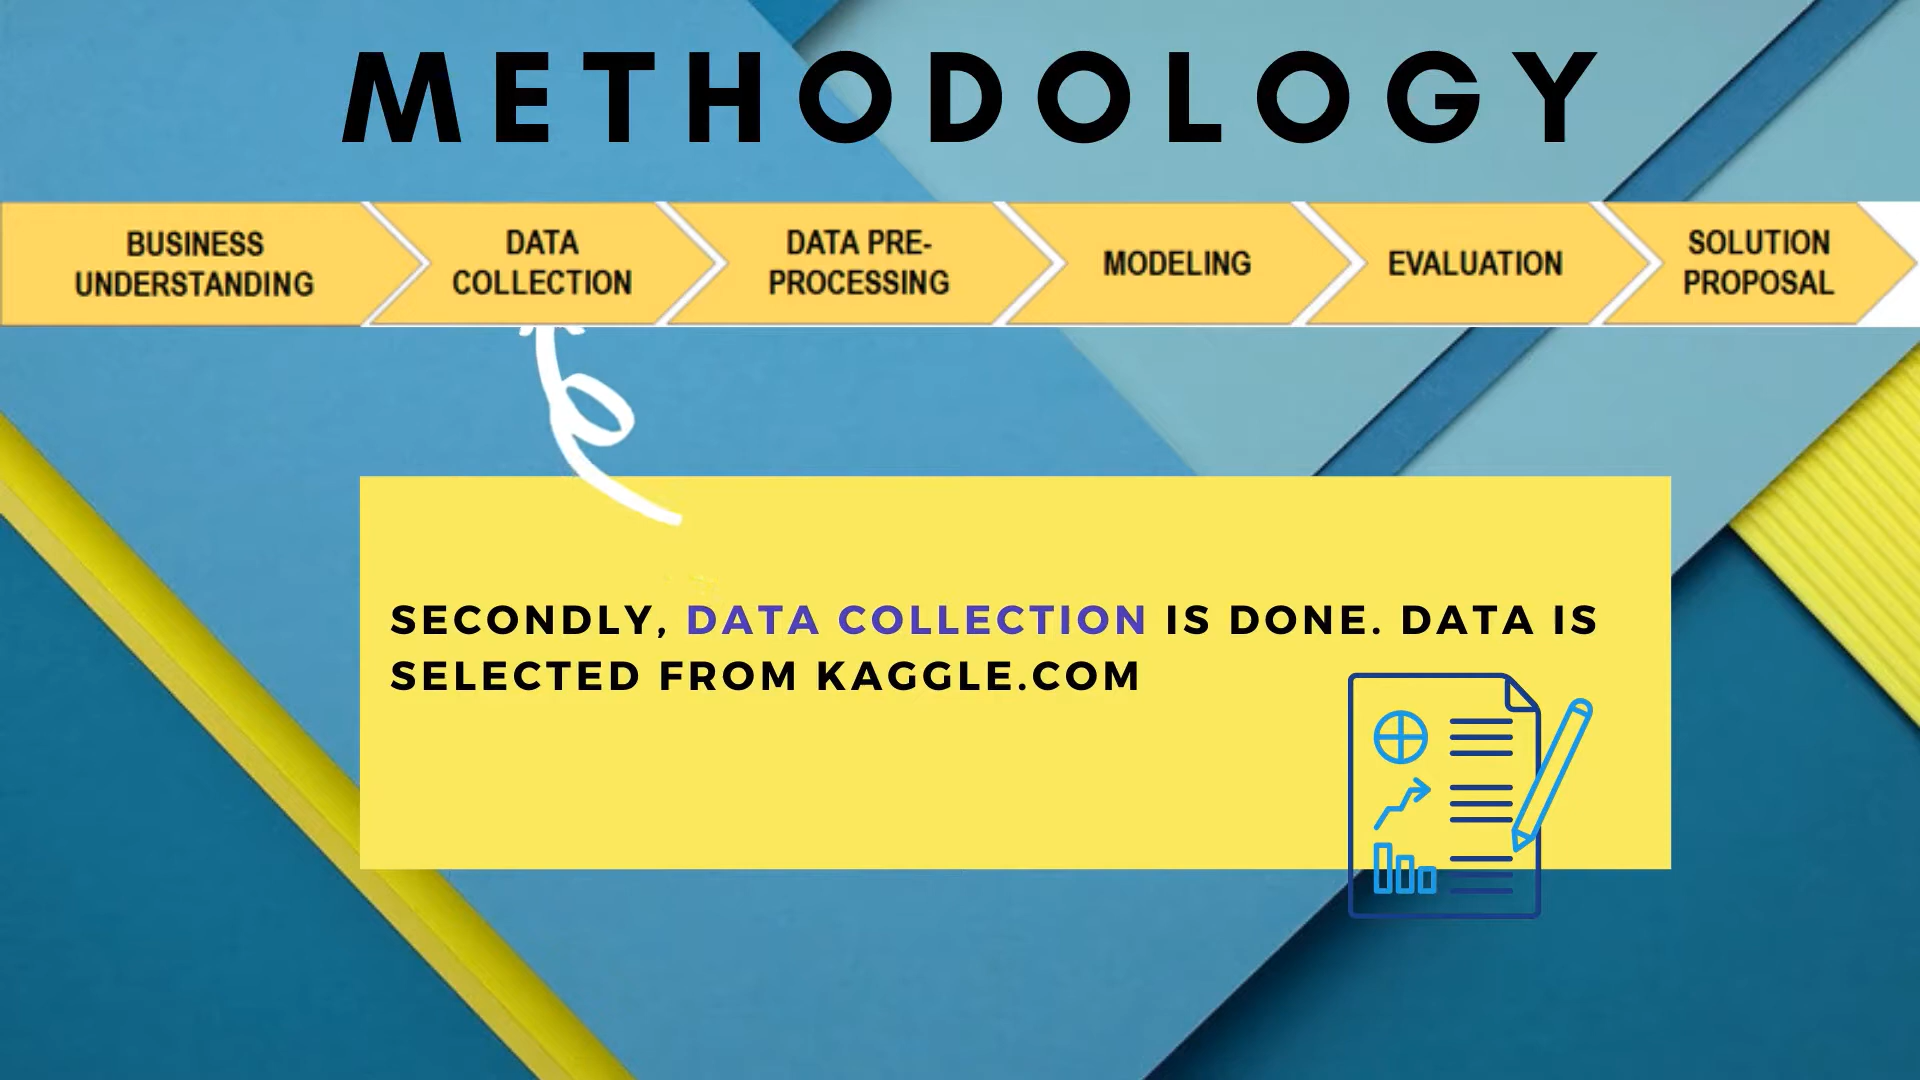 METHODOLOGY
BUSINESS
UNDERSTANDING
DATA
COLLECTION
DATA PRE-
PROCESSING
MODELING
EVALUATION
SOLUTION
PROPOSAL
SECONDLY, DATA COLLECTION IS DONE. DATA IS
SELECTED FROM KAGGLE.COM